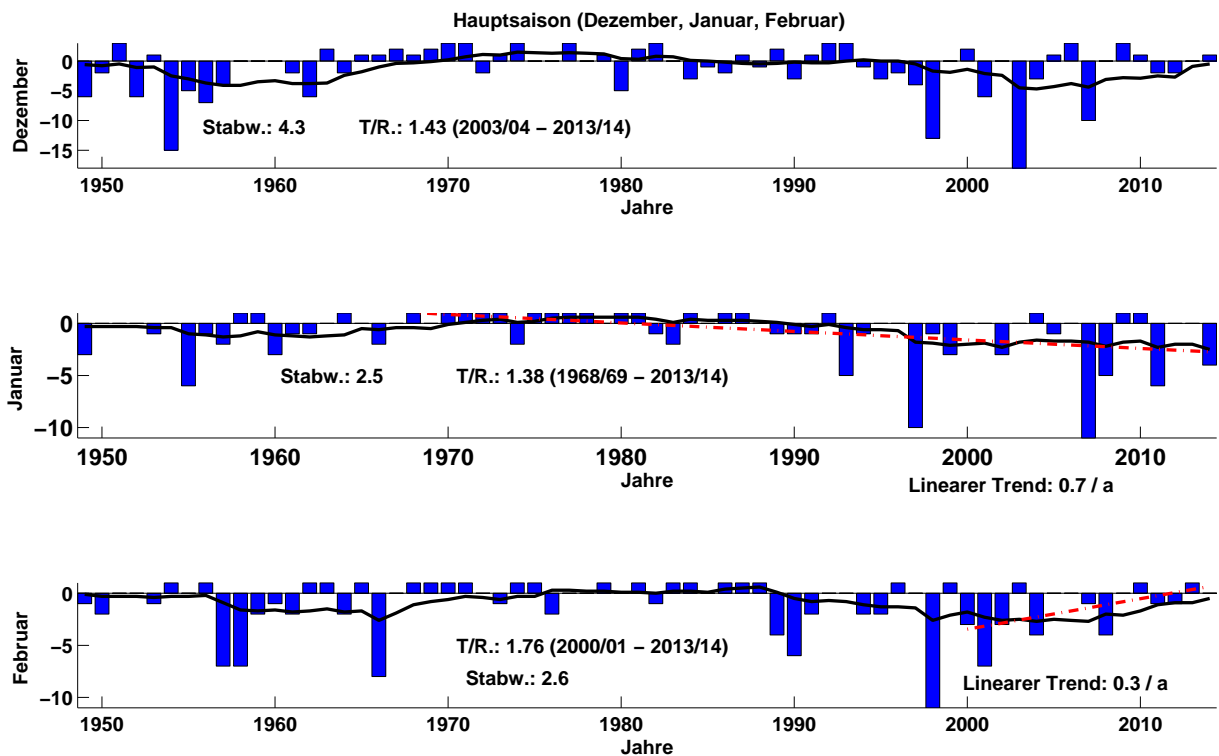 Hauptsaison (Dezember, Januar, Februar)
0
−5
−10
−15
Dezember
Stabw.: 4.3 T/R.: 1.43 (2003/04 − 2013/14)
1950 1960 1970 1980 1990 2000 2010
Jahre
0
−5
−10
Januar
Stabw.: 2.5 T/R.: 1.38 (1968/69 − 2013/14)
1950 1960 1970 1980 1990 2000 2010
Jahre
Linearer Trend: 0.7 / a
0
−5
−10
Februar
T/R.: 1.76 (2000/01 − 2013/14)
Stabw.: 2.6
Linearer Trend: 0.3 / a
1950 1960 1970 1980 1990 2000 2010
Jahre